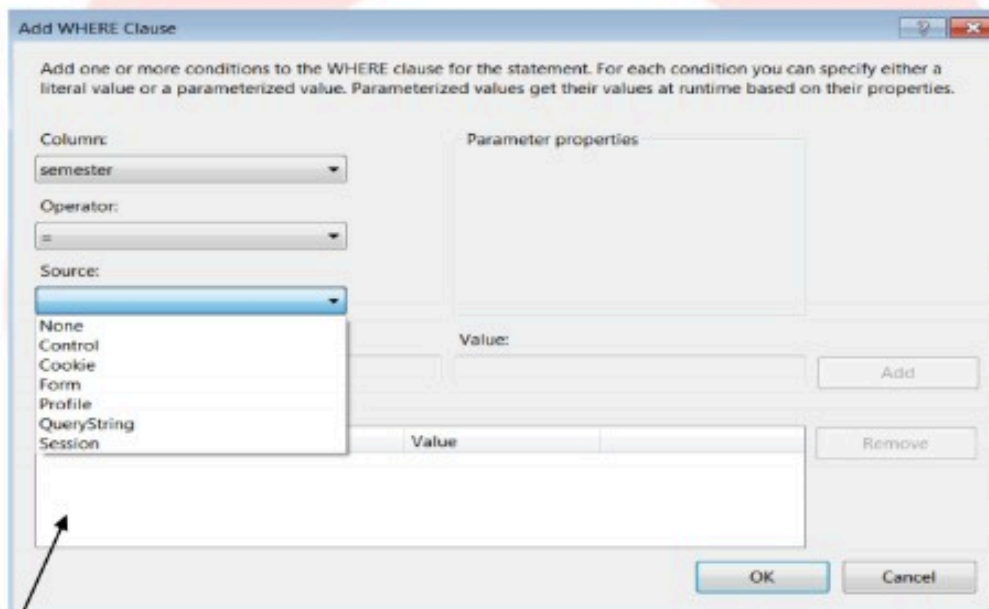 Add WHERE Clause
Add one or more conditions to the WHERE clause for the statement. For each condition you can specify either a
literal value or a parameterized value. Parameterized values get their values at runtime based on their properties.
Column:
Parameter properties
semester
Operator:
=
Source:
None
Control
Cookie
Form
Profile
QueryString
Session
Value:
Add
Value
Remove
OK
Cancel